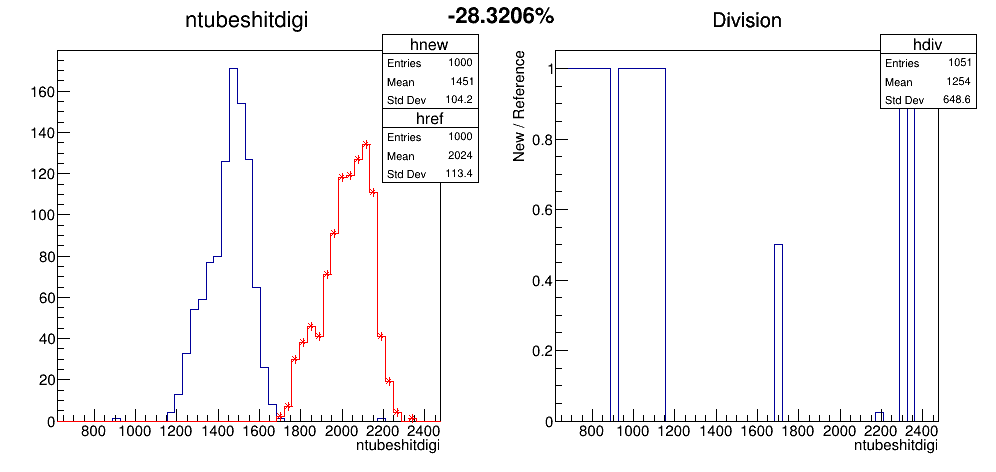 -28.3206%
ntubeshitdigi
hnew
Entries 1000
Mean 1451
Std Dev 104.2
href
Entries 1000
Mean 2024
Std Dev 113.4
160
140
120
100
80
60
40
20
0
800 1000 1200 1400 1600 1800 2000 2200 2400
ntubeshitdigi
Division
hdiv
Entries 1051
Mean 1254
Std Dev 648.6
New / Reference
1
0.8
0.6
0.4
0.2
0
800 1000 1200 1400 1600 1800 2000 2200 2400
ntubeshitdigi